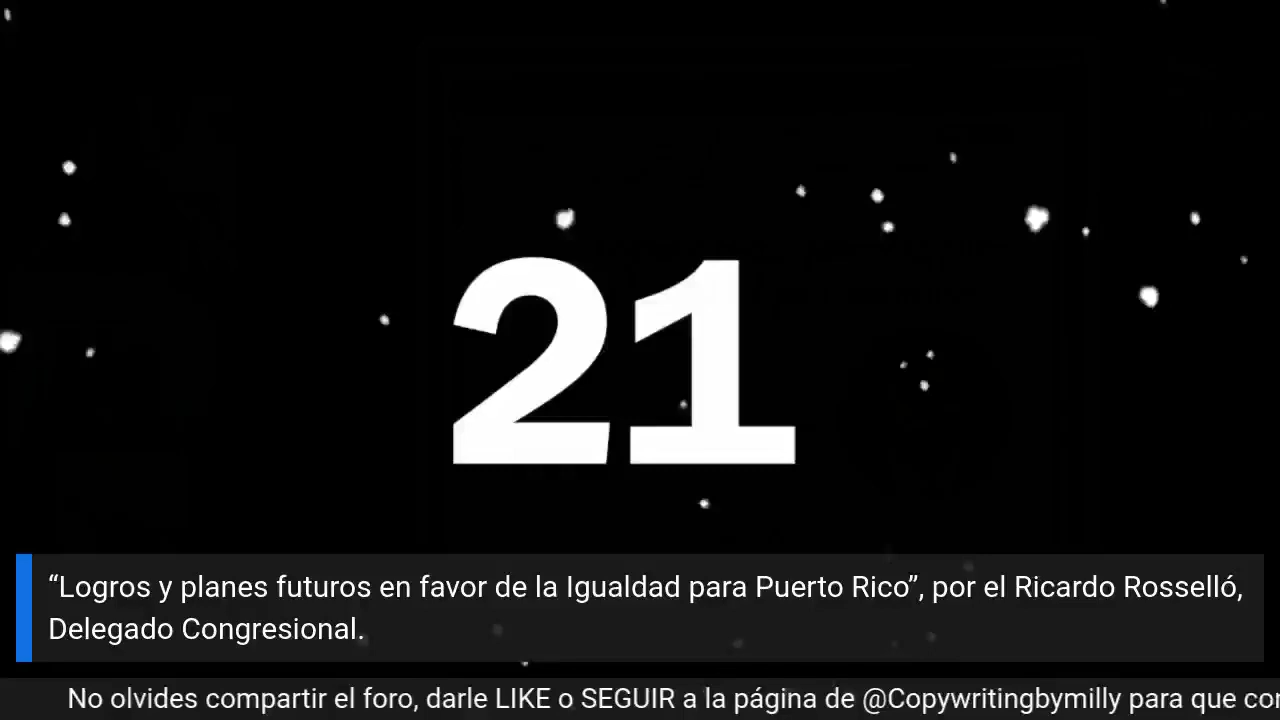 21
“Logros y planes futuros en favor de la Igualdad para Puerto Rico”, por el Ricardo Rosselló,
Delegado Congresional.
No olvides compartir el foro, darle LIKE o SEGUIR a la página de @Copywritingbymilly para que